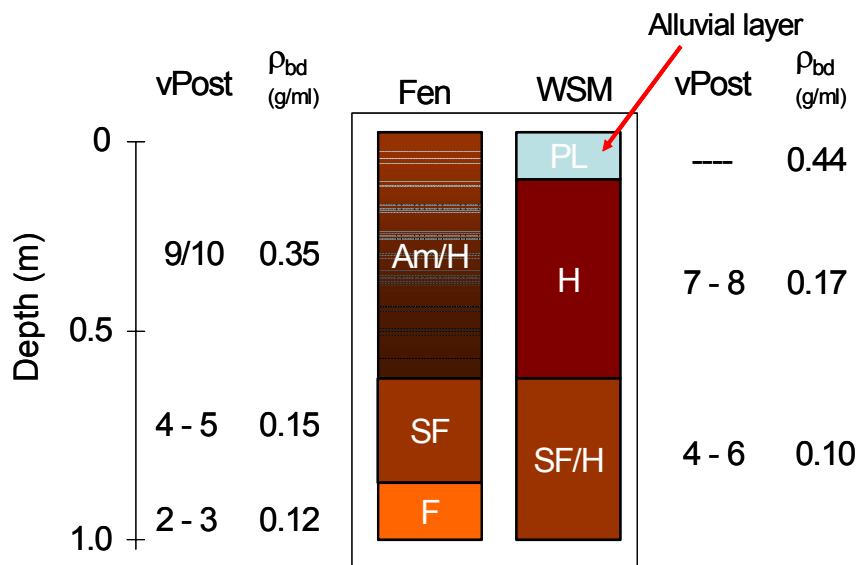 Alluvial layer
vPost ρbd Fen WSM vPost ρbd
(g/ml) (g/ml)
0 PL ---- 0.44
9/10 0.35 Am/H H 7 - 8 0.17
0.5
Depth (m)
4 - 5 0.15 SF SF/H 4 - 6 0.10
2 - 3 0.12 F
1.0